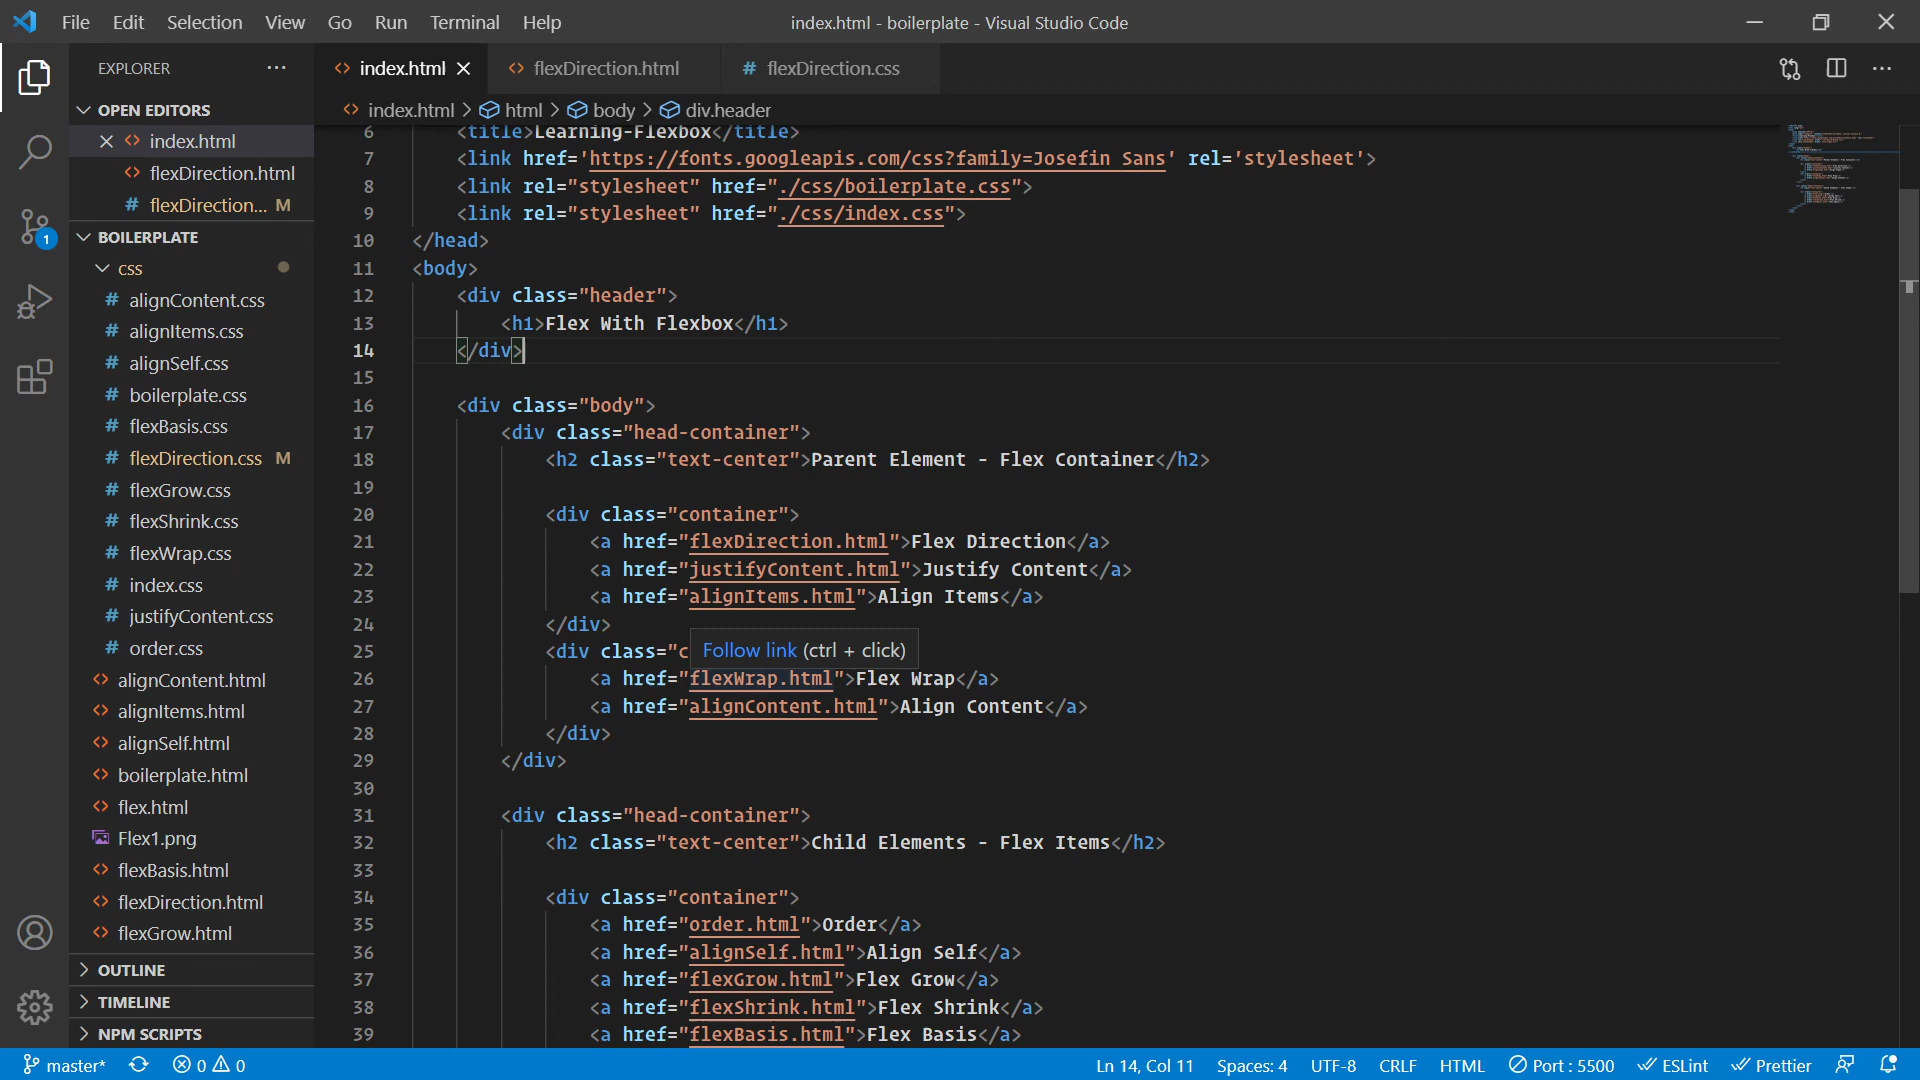 File Edit Selection View Go Run Terminal Help
index.html - boilerplate - Visual Studio Code
EXPLORER
OPEN EDITORS
index.html
flexDirection.html
flexDirection... M
BOILERPLATE
css
alignContent.css
alignItems.css
alignSelf.css
boilerplate.css
flexBasis.css
flexDirection.css M
flexGrow.css
flexShrink.css
flexWrap.css
index.css
justifyContent.css
order.css
alignContent.html
alignItems.html
alignSelf.html
boilerplate.html
flex.html
Flex1.png
flexBasis.html
flexDirection.html
flexGrow.html
OUTLINE
TIMELINE
NPM SCRIPTS
1
index.html flexDirection.html # flexDirection.css
index.html > html > body > div.header
6 <title>Learning-Flexbox</title>
7 <link href='https://fonts.googleapis.com/css?family=Josefin Sans' rel='stylesheet'>
8 <link rel="stylesheet" href="./css/boilerplate.css">
9 <link rel="stylesheet" href="./css/index.css">
10 </head>
11 <body>
12 <div class="header">
13 <h1>Flex With Flexbox</h1>
14 </div>
15
16 <div class="body">
17 <div class="head-container">
18 <h2 class="text-center">Parent Element - Flex Container</h2>
19
20 <div class="container">
21 <a href="flexDirection.html">Flex Direction</a>
22 <a href="justifyContent.html">Justify Content</a>
23 <a href="alignItems.html">Align Items</a>
24 </div>
25 <div class="c
Follow link (ctrl + click)
26 <a href="flexWrap.html">Flex Wrap</a>
27 <a href="alignContent.html">Align Content</a>
28 </div>
29 </div>
30
31 <div class="head-container">
32 <h2 class="text-center">Child Elements - Flex Items</h2>
33
34 <div class="container">
35 <a href="order.html">Order</a>
36 <a href="alignSelf.html">Align Self</a>
37 <a href="flexGrow.html">Flex Grow</a>
38 <a href="flexShrink.html">Flex Shrink</a>
39 <a href="flexBasis.html">Flex Basis</a>
master* 0 0 Ln 14, Col 11 Spaces: 4 UTF-8 CRLF HTML Port : 5500 ESLint Prettier